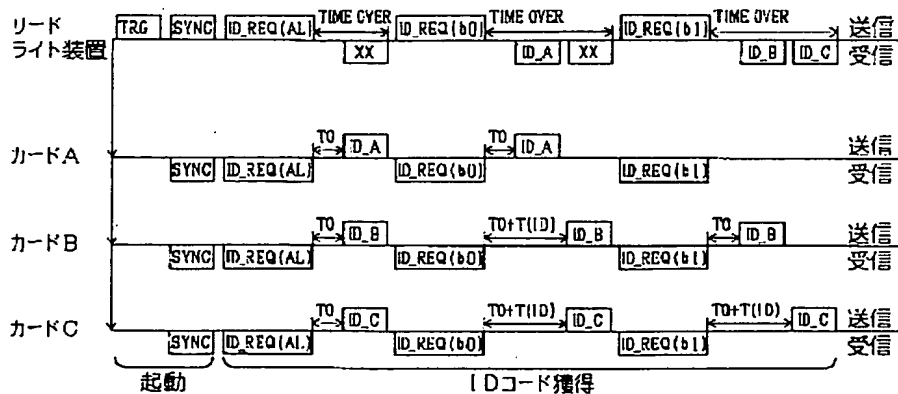 リード
ライト装置
TRG SYNC ID_REQ(AL) TIME OVER ID_REQ(b0) TIME OVER ID_REQ(b1) TIME OVER 送信
XX ID_A XX ID_B ID_C 受信
カードA
T0 ID_A T0 ID_A 送信
SYNC ID_REQ(AL) ID_REQ(b0) ID_REQ(b1) 受信
カードB
T0 ID_B T0+T(ID) ID_B T0 ID_B 送信
SYNC ID_REQ(AL) ID_REQ(b0) ID_REQ(b1) 受信
カードC
T0 ID_C T0+T(ID) ID_C T0+T(ID) ID_C 送信
SYNC ID_REQ(AL) ID_REQ(b0) ID_REQ(b1) 受信
起動 IDコード獲得